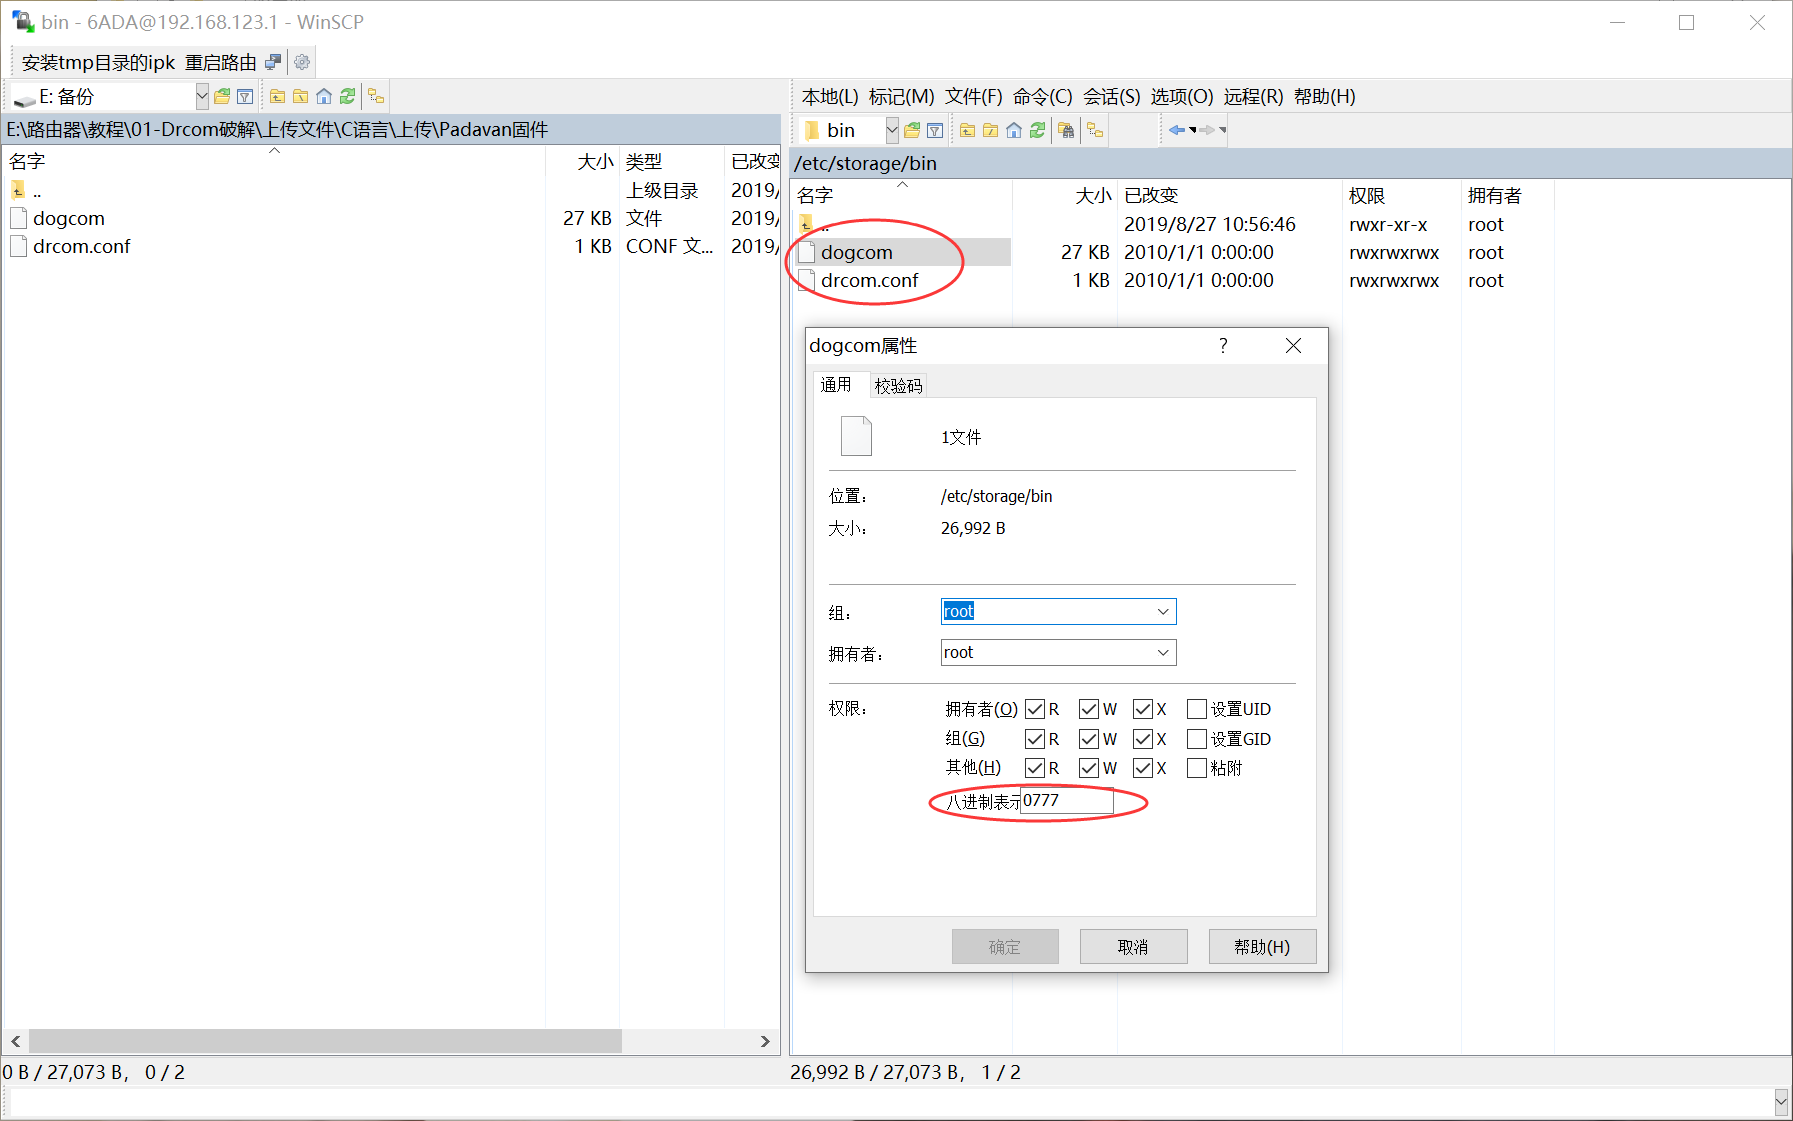 bin - 6ADA@192.168.123.1 - WinSCP
安装tmp目录的ipk 重启路由
E: 备份
E:\路由器\教程\01-Drcom破解\上传文件\C语言\上传\Padavan固件
名字 大小 类型 已改变
.. 上级目录 2019/
dogcom 27 KB 文件 2019/
drcom.conf 1 KB CONF 文... 2019/
0 B / 27,073 B, 0 / 2
本地(L) 标记(M) 文件(F) 命令(C) 会话(S) 选项(O) 远程(R) 帮助(H)
bin
/etc/storage/bin
名字 大小 已改变 权限 拥有者
.. 2019/8/27 10:56:46 rwxr-xr-x root
dogcom 27 KB 2010/1/1 0:00:00 rwxrwxrwx root
drcom.conf 1 KB 2010/1/1 0:00:00 rwxrwxrwx root
dogcom属性 ?
通用 校验码
1文件
位置: /etc/storage/bin
大小: 26,992 B
组: root
拥有者: root
权限: 拥有者(O) R W X 设置UID
组(G) R W X 设置GID
其他(H) R W X 粘附
八进制表示 0777
确定 取消 帮助(H)
26,992 B / 27,073 B, 1 / 2